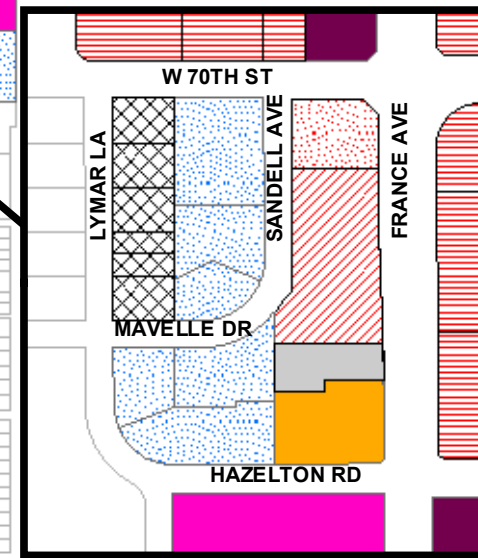 W 70TH ST
LYMAR LA
SANDELL AVE
FRANCE AVE
MAVELLE DR
HAZELTON RD